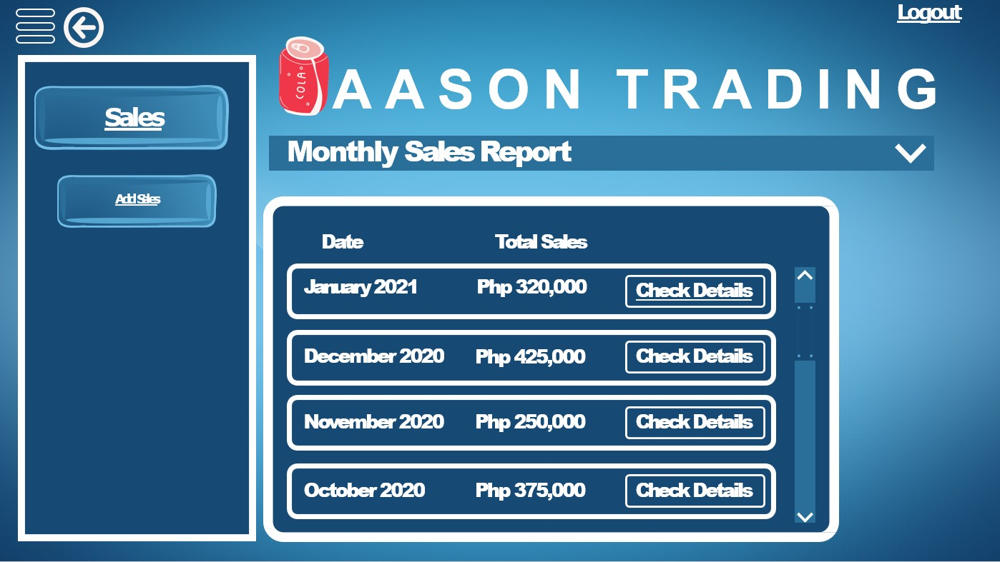 Logout
COLA
AASON TRADING
Sales
Monthly Sales Report
Add Sales
Date Total Sales
January 2021 Php 320,000 Check Details
December 2020 Php 425,000 Check Details
November 2020 Php 250,000 Check Details
October 2020 Php 375,000 Check Details